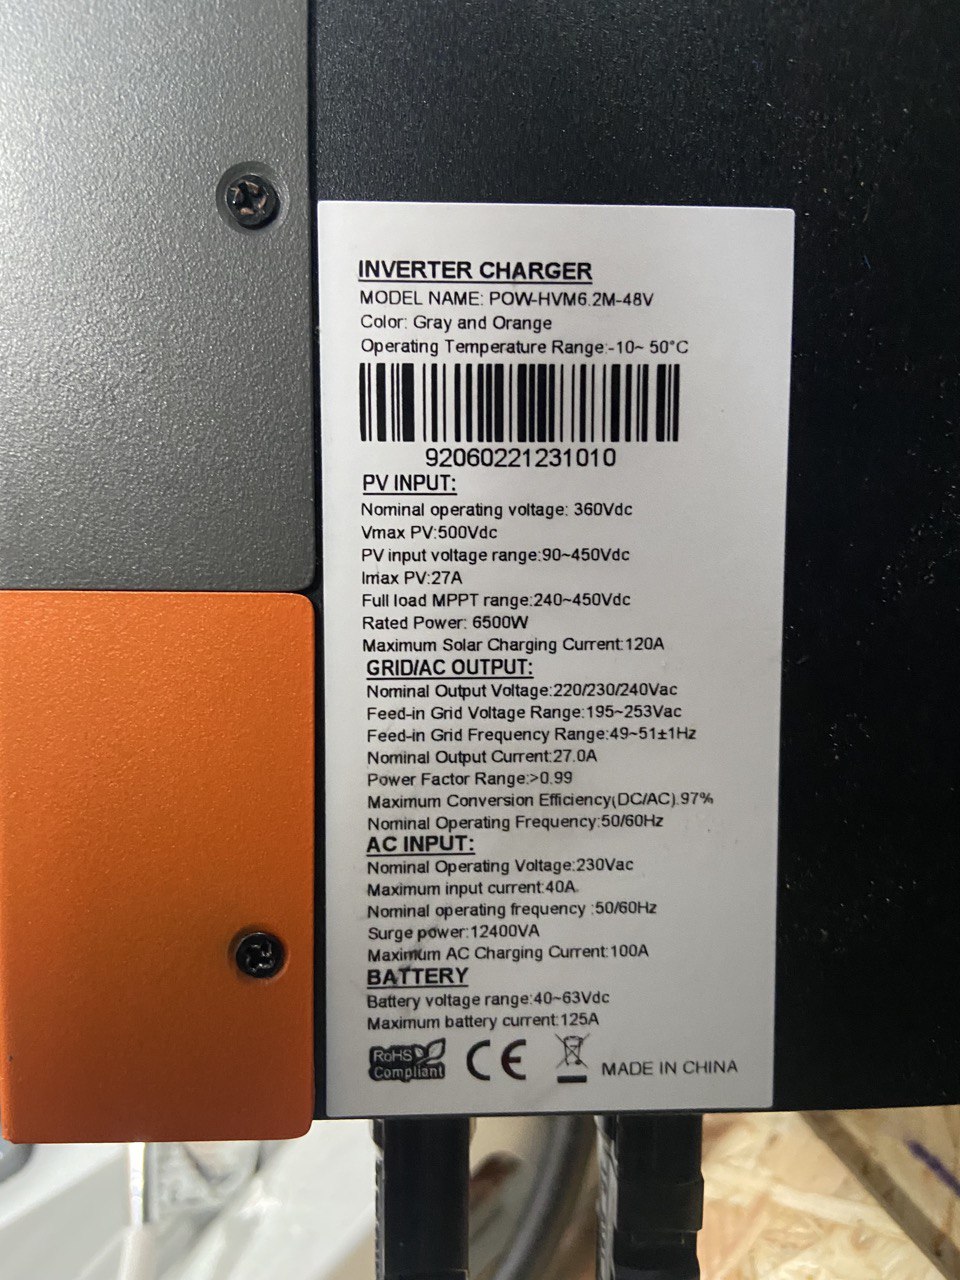 INVERTER CHARGER
MODEL NAME: POW-HVM6.2M-48V
Color: Gray and Orange
Operating Temperature Range:-10~ 50°C
92060221231010
PV INPUT:
Nominal operating voltage: 360Vdc
Vmax PV:500Vdc
PV input voltage range:90~450Vdc
Imax PV:27A
Full load MPPT range:240~450Vdc
Rated Power: 6500W
Maximum Solar Charging Current:120A
GRID/AC OUTPUT:
Nominal Output Voltage:220/230/240Vac
Feed-in Grid Voltage Range:195~253Vac
Feed-in Grid Frequency Range:49~51±1Hz
Nominal Output Current:27.0A
Power Factor Range:>0.99
Maximum Conversion Efficiency(DC/AC):97%
Nominal Operating Frequency:50/60Hz
AC INPUT:
Nominal Operating Voltage:230Vac
Maximum input current:40A
Nominal operating frequency :50/60Hz
Surge power:12400VA
Maximum AC Charging Current:100A
BATTERY
Battery voltage range:40~63Vdc
Maximum battery current:125A
RoHS
Compliant
CE
MADE IN CHINA